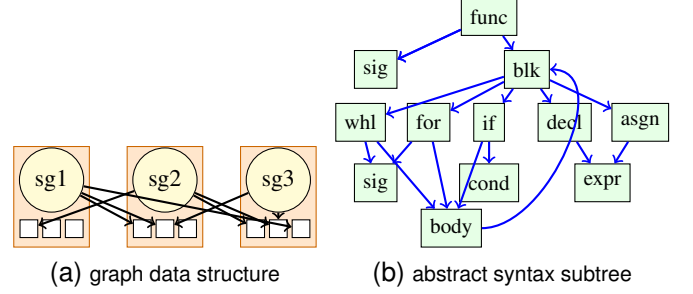 func
sig
blk
whl for if decl asgn
sg1 sg2 sg3
sig cond expr
body
(a) graph data structure
(b) abstract syntax subtree